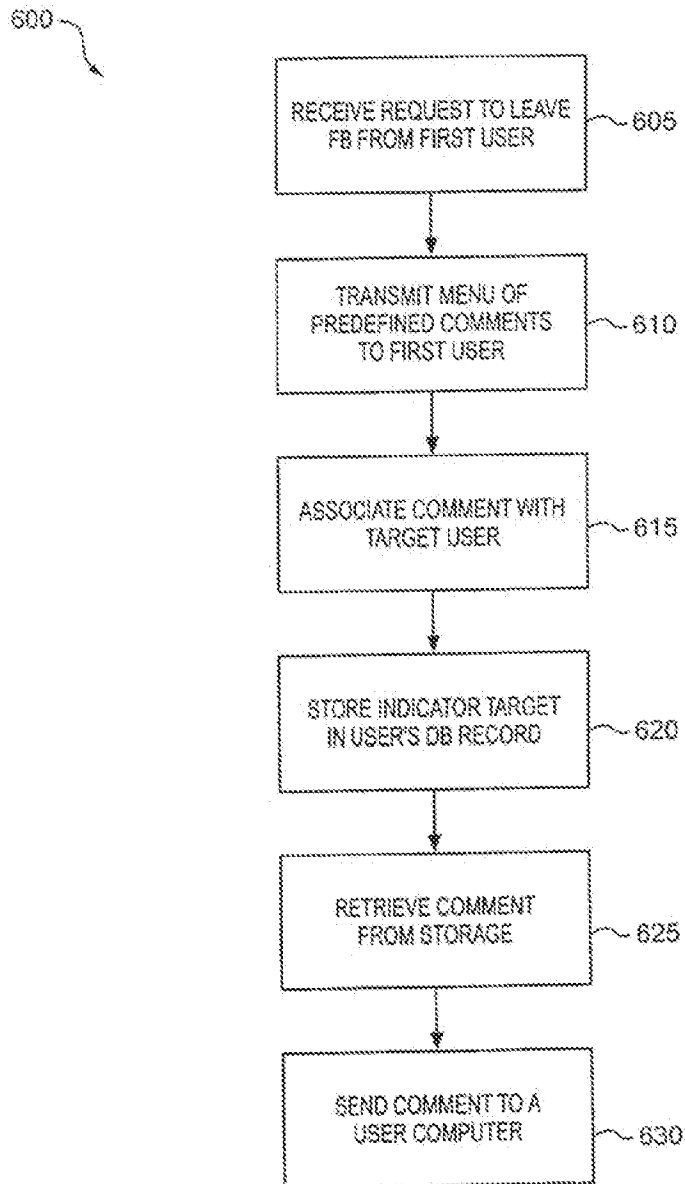 600
RECEIVE REQUEST TO LEAVE
FB FROM FIRST USER
605
TRANSMIT MENU OF
PREDEFINED COMMENTS
TO FIRST USER
610
ASSOCIATE COMMENT WITH
TARGET USER
615
STORE INDICATOR TARGET
IN USER'S DB RECORD
620
RETRIEVE COMMENT
FROM STORAGE
625
SEND COMMENT TO A
USER COMPUTER
630